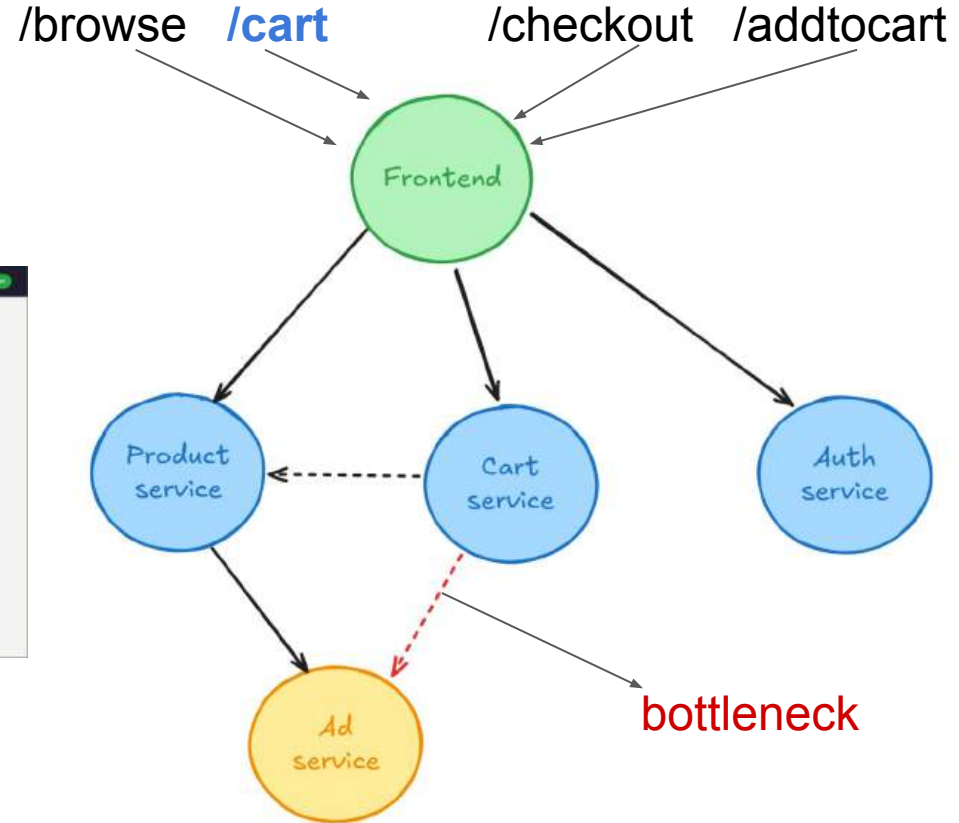 /browse /cart /checkout /addtocart
Frontend
Product
service
Cart
service
Auth
service
bottleneck
Ad
service